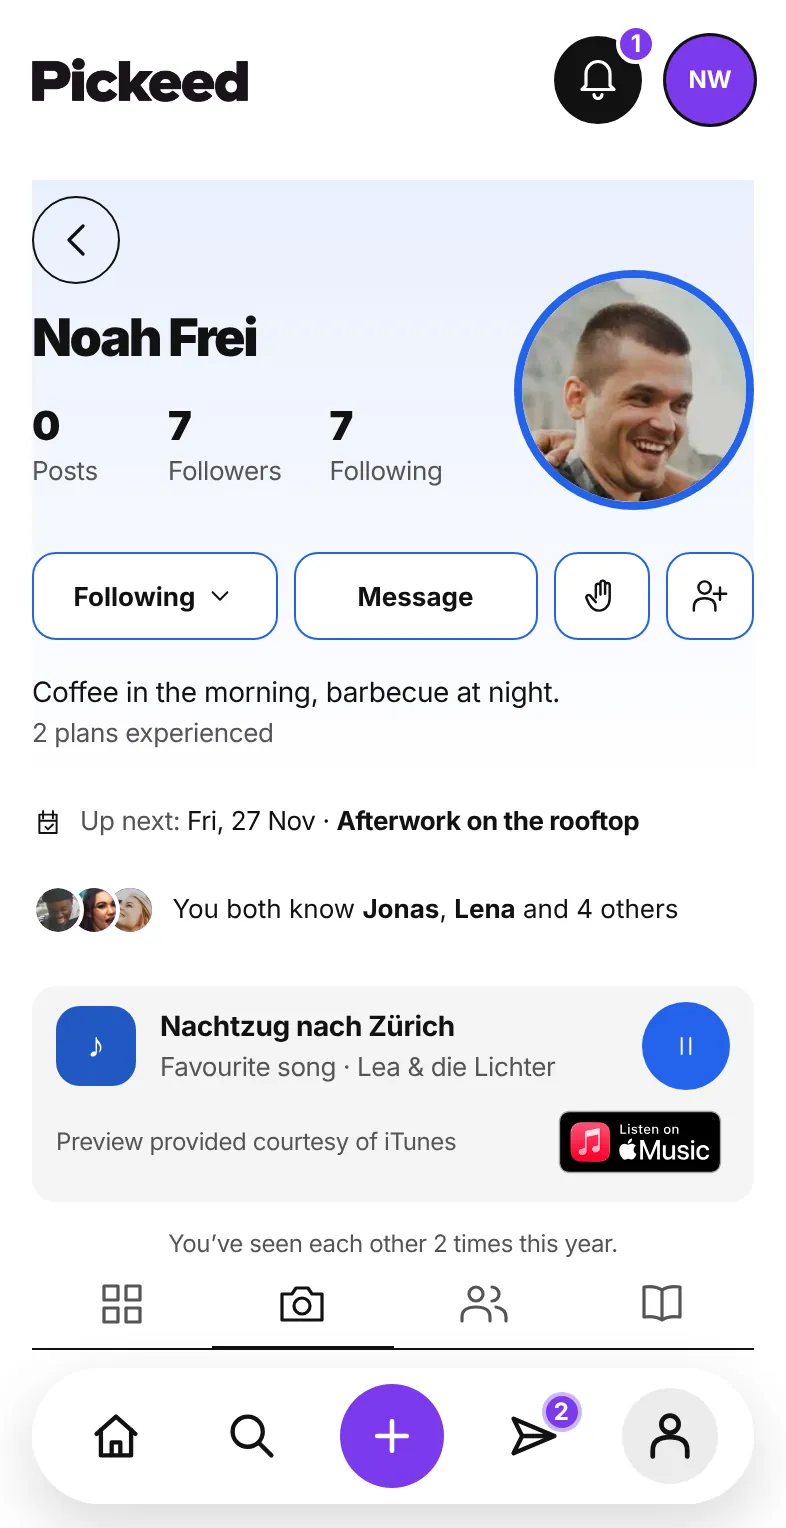 Pickeed
1
NW
Noah Frei
0 7 7
Posts Followers Following
Following Message
Coffee in the morning, barbecue at night.
2 plans experienced
Up next: Fri, 27 Nov · Afterwork on the rooftop
You both know Jonas, Lena and 4 others
Nachtzug nach Zürich
Favourite song · Lea & die Lichter
Preview provided courtesy of iTunes
Listen on
Music
You’ve seen each other 2 times this year.
2